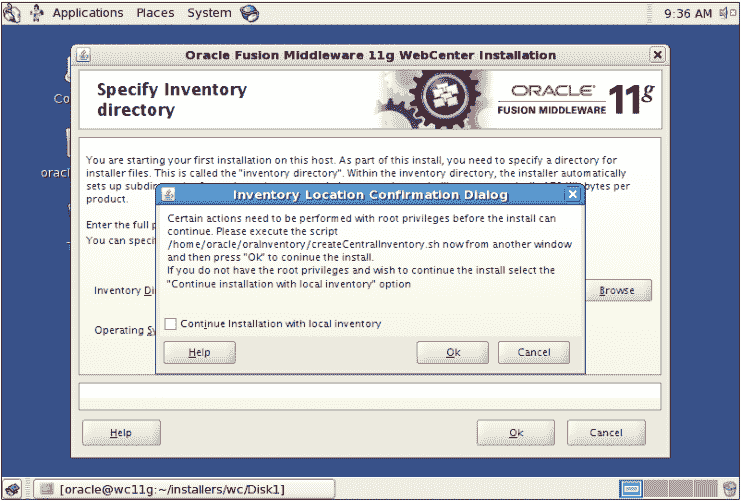 Applications Places System
9:36 AM
Oracle Fusion Middleware 11g WebCenter Installation
Specify Inventory
directory
ORACLE
FUSION MIDDLEWARE
11g
Co
orac
You are starting your first installation on this host. As part of this install, you need to specify a directory for
installer files. This is called the "inventory directory". Within the inventory directory, the installer automatically
sets up subdi bytes per
product.
Enter the full p
You can speci
Inventory Di
Browse
Operating Sy
Inventory Location Confirmation Dialog
Certain actions need to be performed with root privileges before the install can
continue. Please execute the script
/home/oracle/oraInventory/createCentralInventory.sh now from another window
and then press "Ok" to coninue the install.
If you do not have the root privileges and wish to continue the install select the
"Continue installation with local inventory" option
Continue Installation with local inventory
Help Ok Cancel
Help Ok Cancel
[oracle@wc11g:~/installers/wc/Disk1]